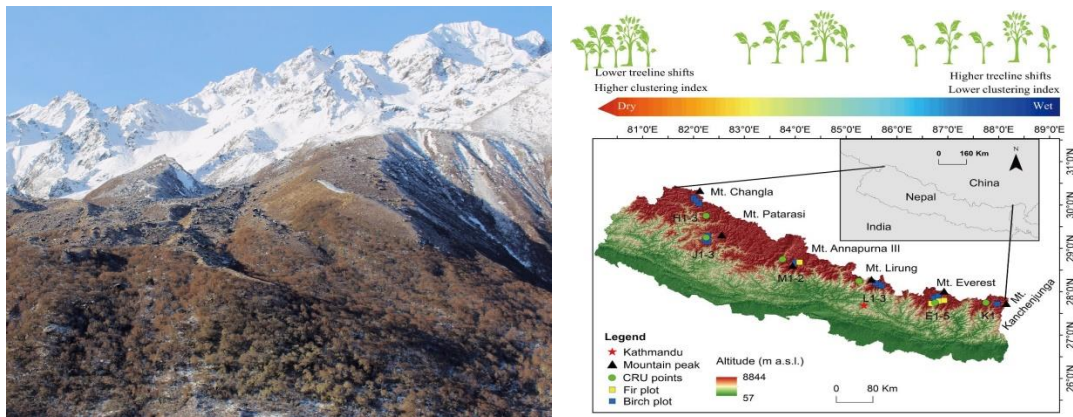 Lower treeline shifts
Higher clustering index
Higher treeline shifts
Lower clustering index
Dry
Wet
81°0'E 82°0'E 83°0'E 84°0'E 85°0'E 86°0'E 87°0'E 88°0'E 89°0'E
N
0 160 Km
China
Nepal
India
31°0'N
30°0'N
29°0'N
28°0'N
27°0'N
26°0'N
Mt. Changla
H1-3
Mt. Patarasi
J1-3
Mt. Annapurna III
M1-2
Mt. Lirung
L1-3
Mt. Everest
E1-5
K1
Mt. Kanchenjunga
Legend
Kathmandu
Mountain peak
CRU points
Fir plot
Birch plot
Altitude (m a.s.l.)
8844
57
0 80 Km